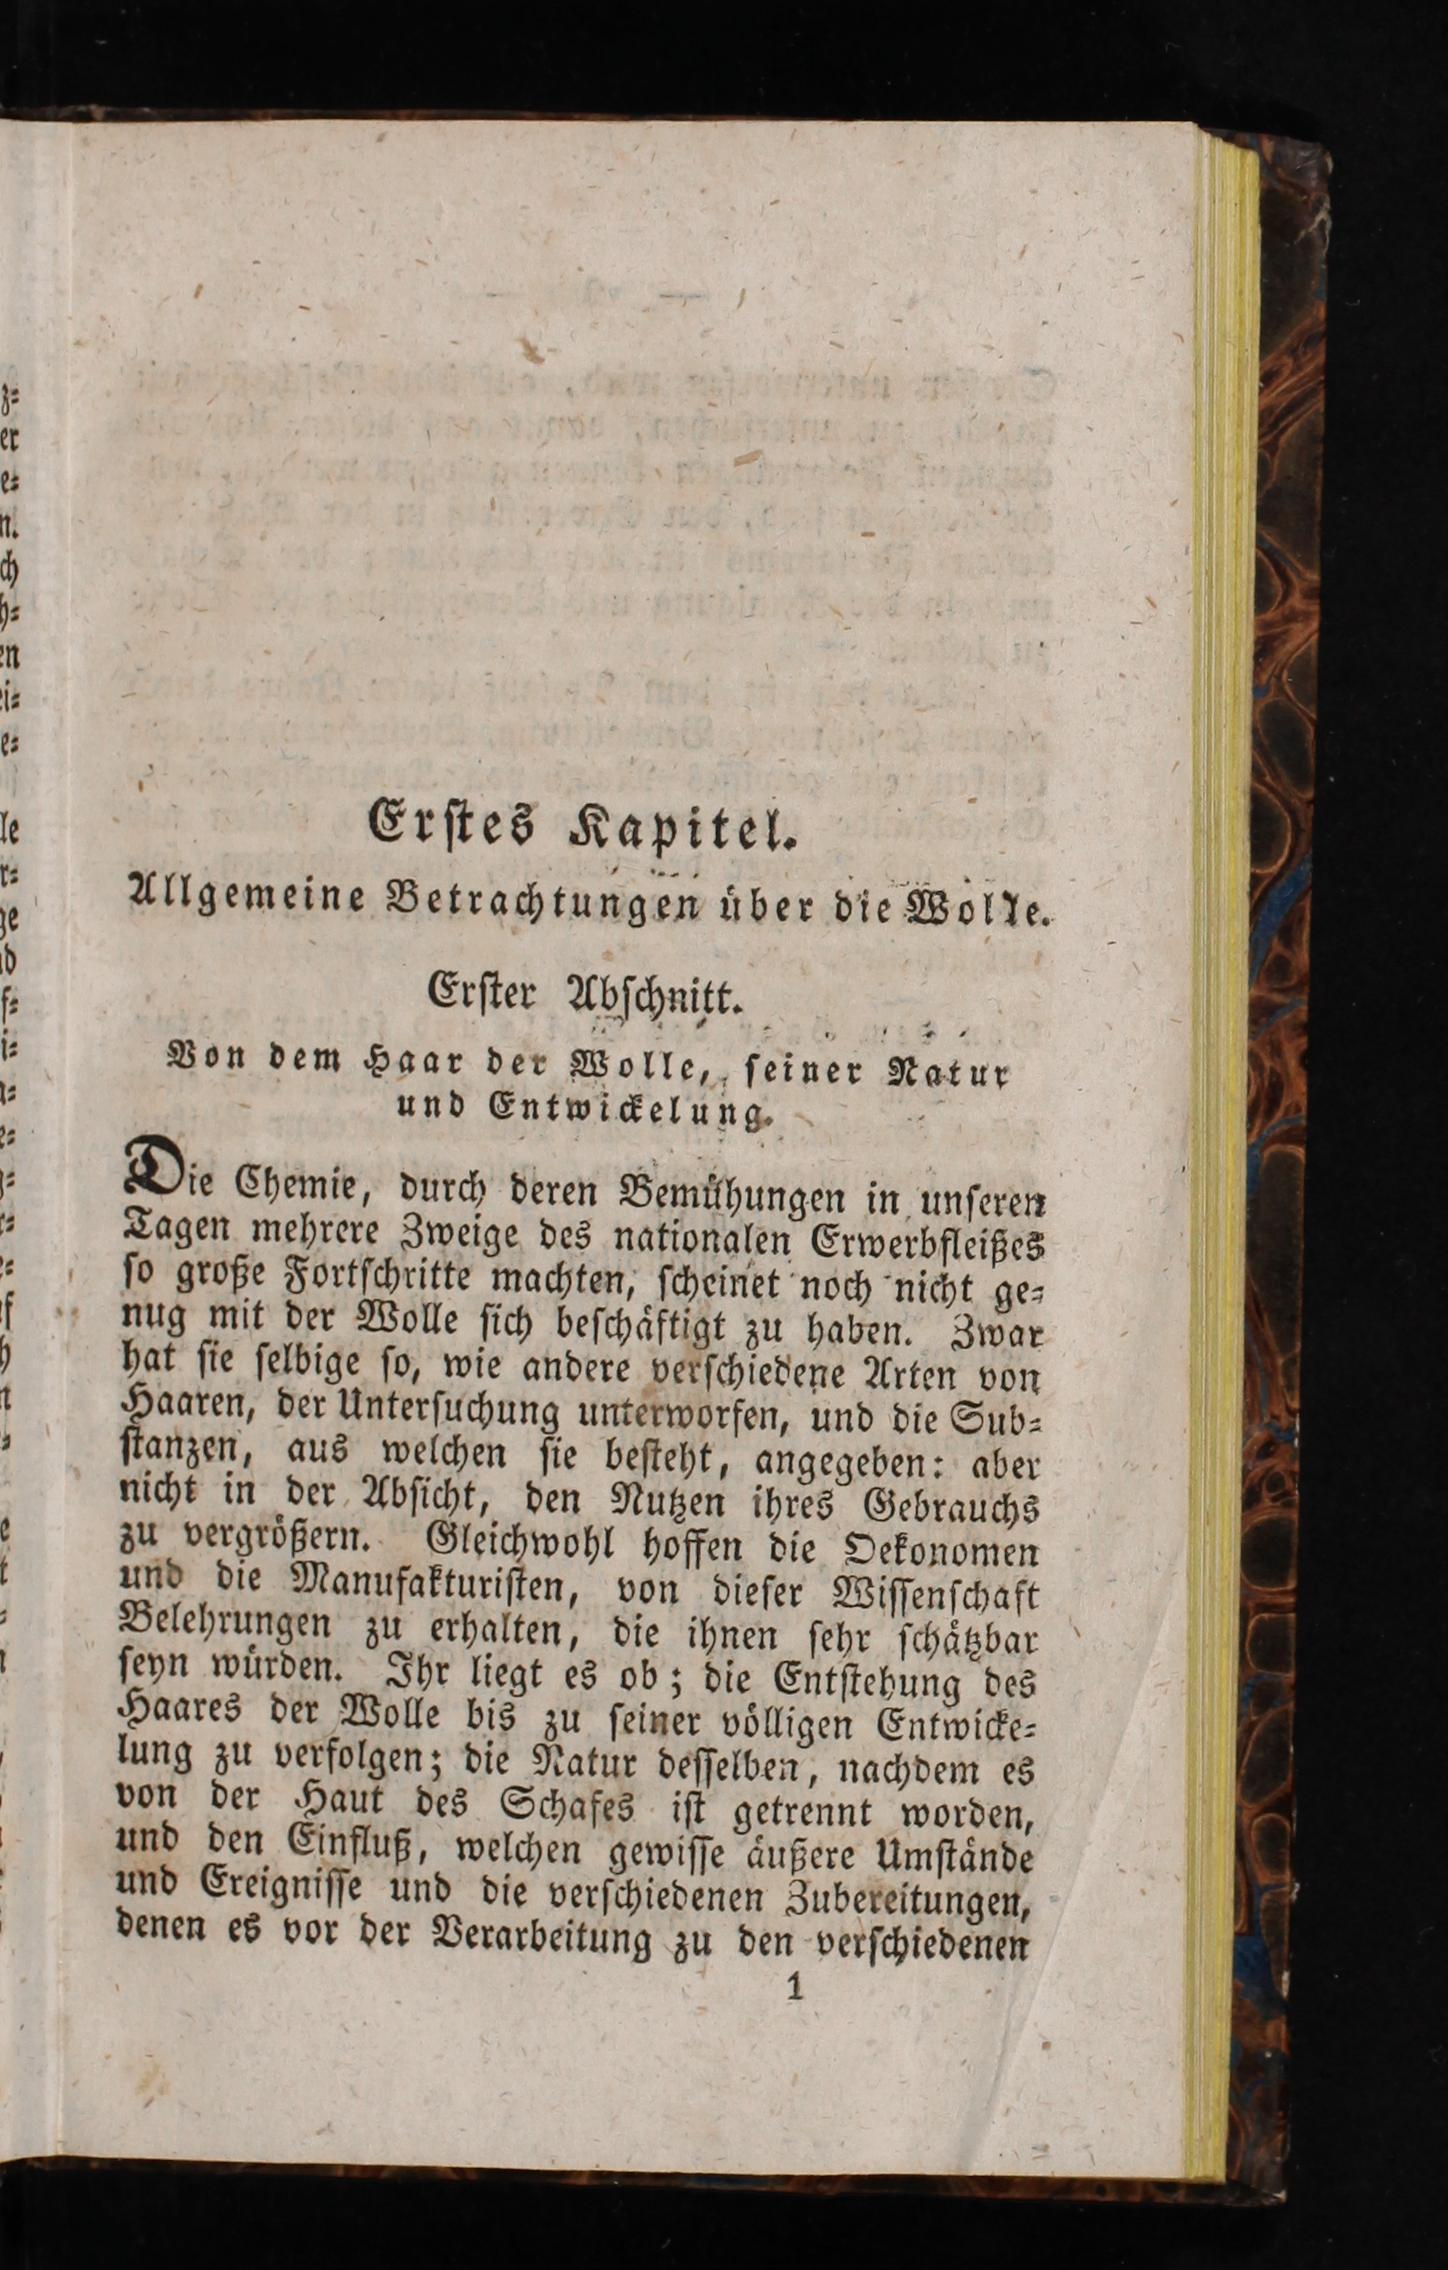 Erſtes Kapitel.
Allgemeine Betrachtungen über die Wolle.
Erſter Abſchnitt.
Von dem Haar der Wolle, ſeiner Natur
und Entwickelung.
Die Chemie, durch deren Bemühungen in unſeren
Tagen mehrere Zweige des nationalen Erwerbfleißes
ſo große Fortſchritte machten, ſcheinet noch nicht ge⸗
nug mit der Wolle ſich beſchäftigt zu haben. Zwar
hat ſie ſelbige ſo, wie andere verſchiedene Arten von
Haaren, der Unterſuchung unterworfen, und die Sub⸗
ſtanzen, aus welchen ſie beſteht, angegeben: aber
nicht in der Abſicht, den Nutzen ihres Gebrauchs
zu vergrößern. Gleichwohl hoffen die Oekonomen
und die Manufakturiſten, von dieſer Wiſſenſchaft
Belehrungen zu erhalten, die ihnen ſehr ſchätzbar
ſeyn würden. Ihr liegt es ob; die Entſtehung des
Haares der Wolle bis zu ſeiner völligen Entwicke⸗
lung zu verfolgen; die Natur deſſelben, nachdem es
von der Haut des Schafes iſt getrennt worden,
und den Einfluß, welchen gewiſſe äußere Umſtände
und Ereigniſſe und die verſchiedenen Zubereitungen,
denen es vor der Verarbeitung zu den verſchiedenen
1